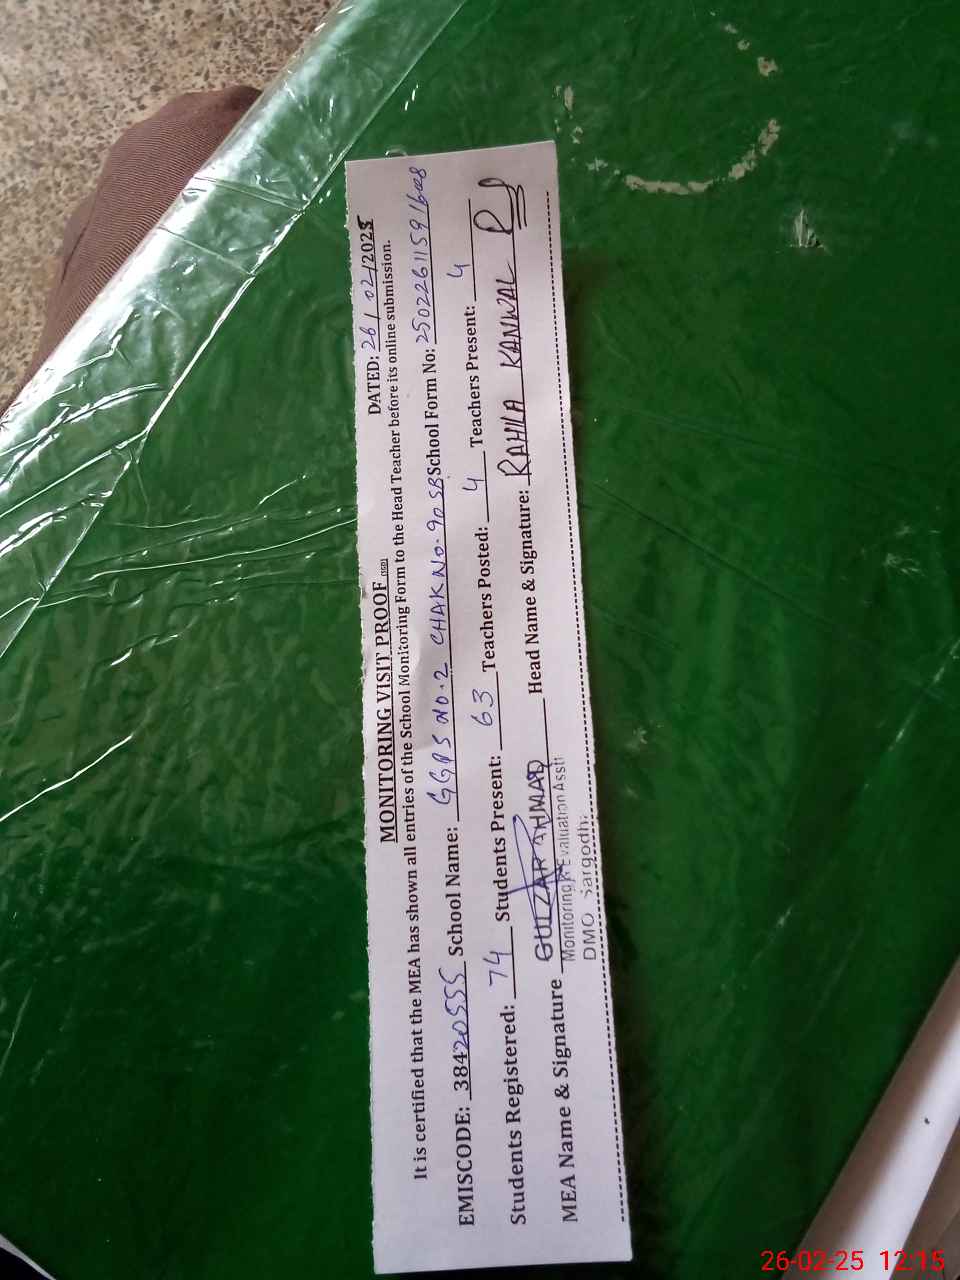 MONITORING VISIT PROOF (SED)
DATED: 26/02/2025
It is certified that the MEA has shown all entries of the School Monitoring Form to the Head Teacher before its online submission.
EMISCODE: 38420555 School Name: GGPS NO.2 CHAK NO.90 SB School Form No: 2502261159
Students Registered: 74 Students Present: 63 Teachers Posted: 4 Teachers Present: 4
MEA Name & Signature GULZAR AHMAD Head Name & Signature: RAHILA KANWAL
Monitoring & Evaluation Asstt
DMO Sargodha
26-02-25 12:15